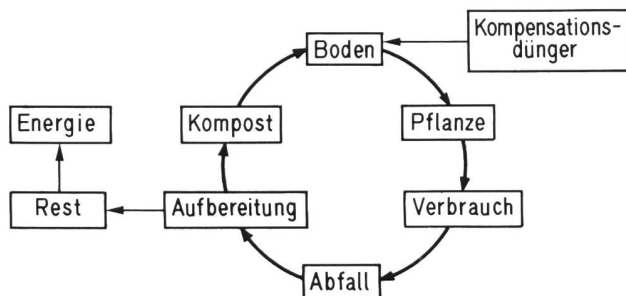 Boden
Kompensations-
dünger
Energie
Kompost
Pflanze
Rest
Aufbereitung
Verbrauch
Abfall